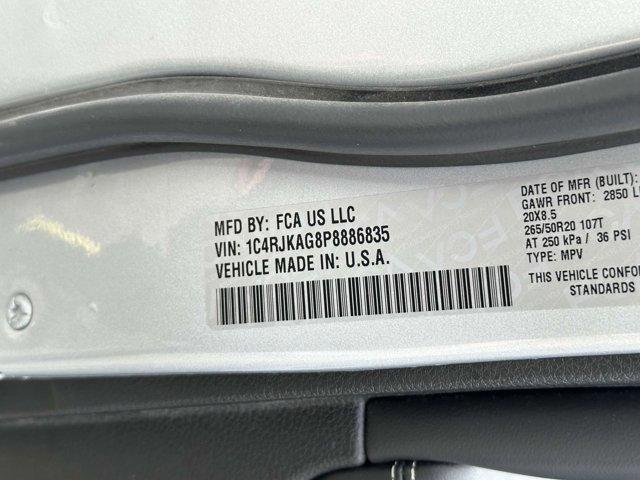 MFD BY: FCA US LLC
VIN: 1C4RJKAG8P8886835
VEHICLE MADE IN: U.S.A.
DATE OF MFR (BUILT):
GAWR FRONT: 2850 L
20X8.5
265/50R20 107T
AT 250 kPa / 36 PSI
TYPE: MPV
THIS VEHICLE CONFOR
STANDARDS